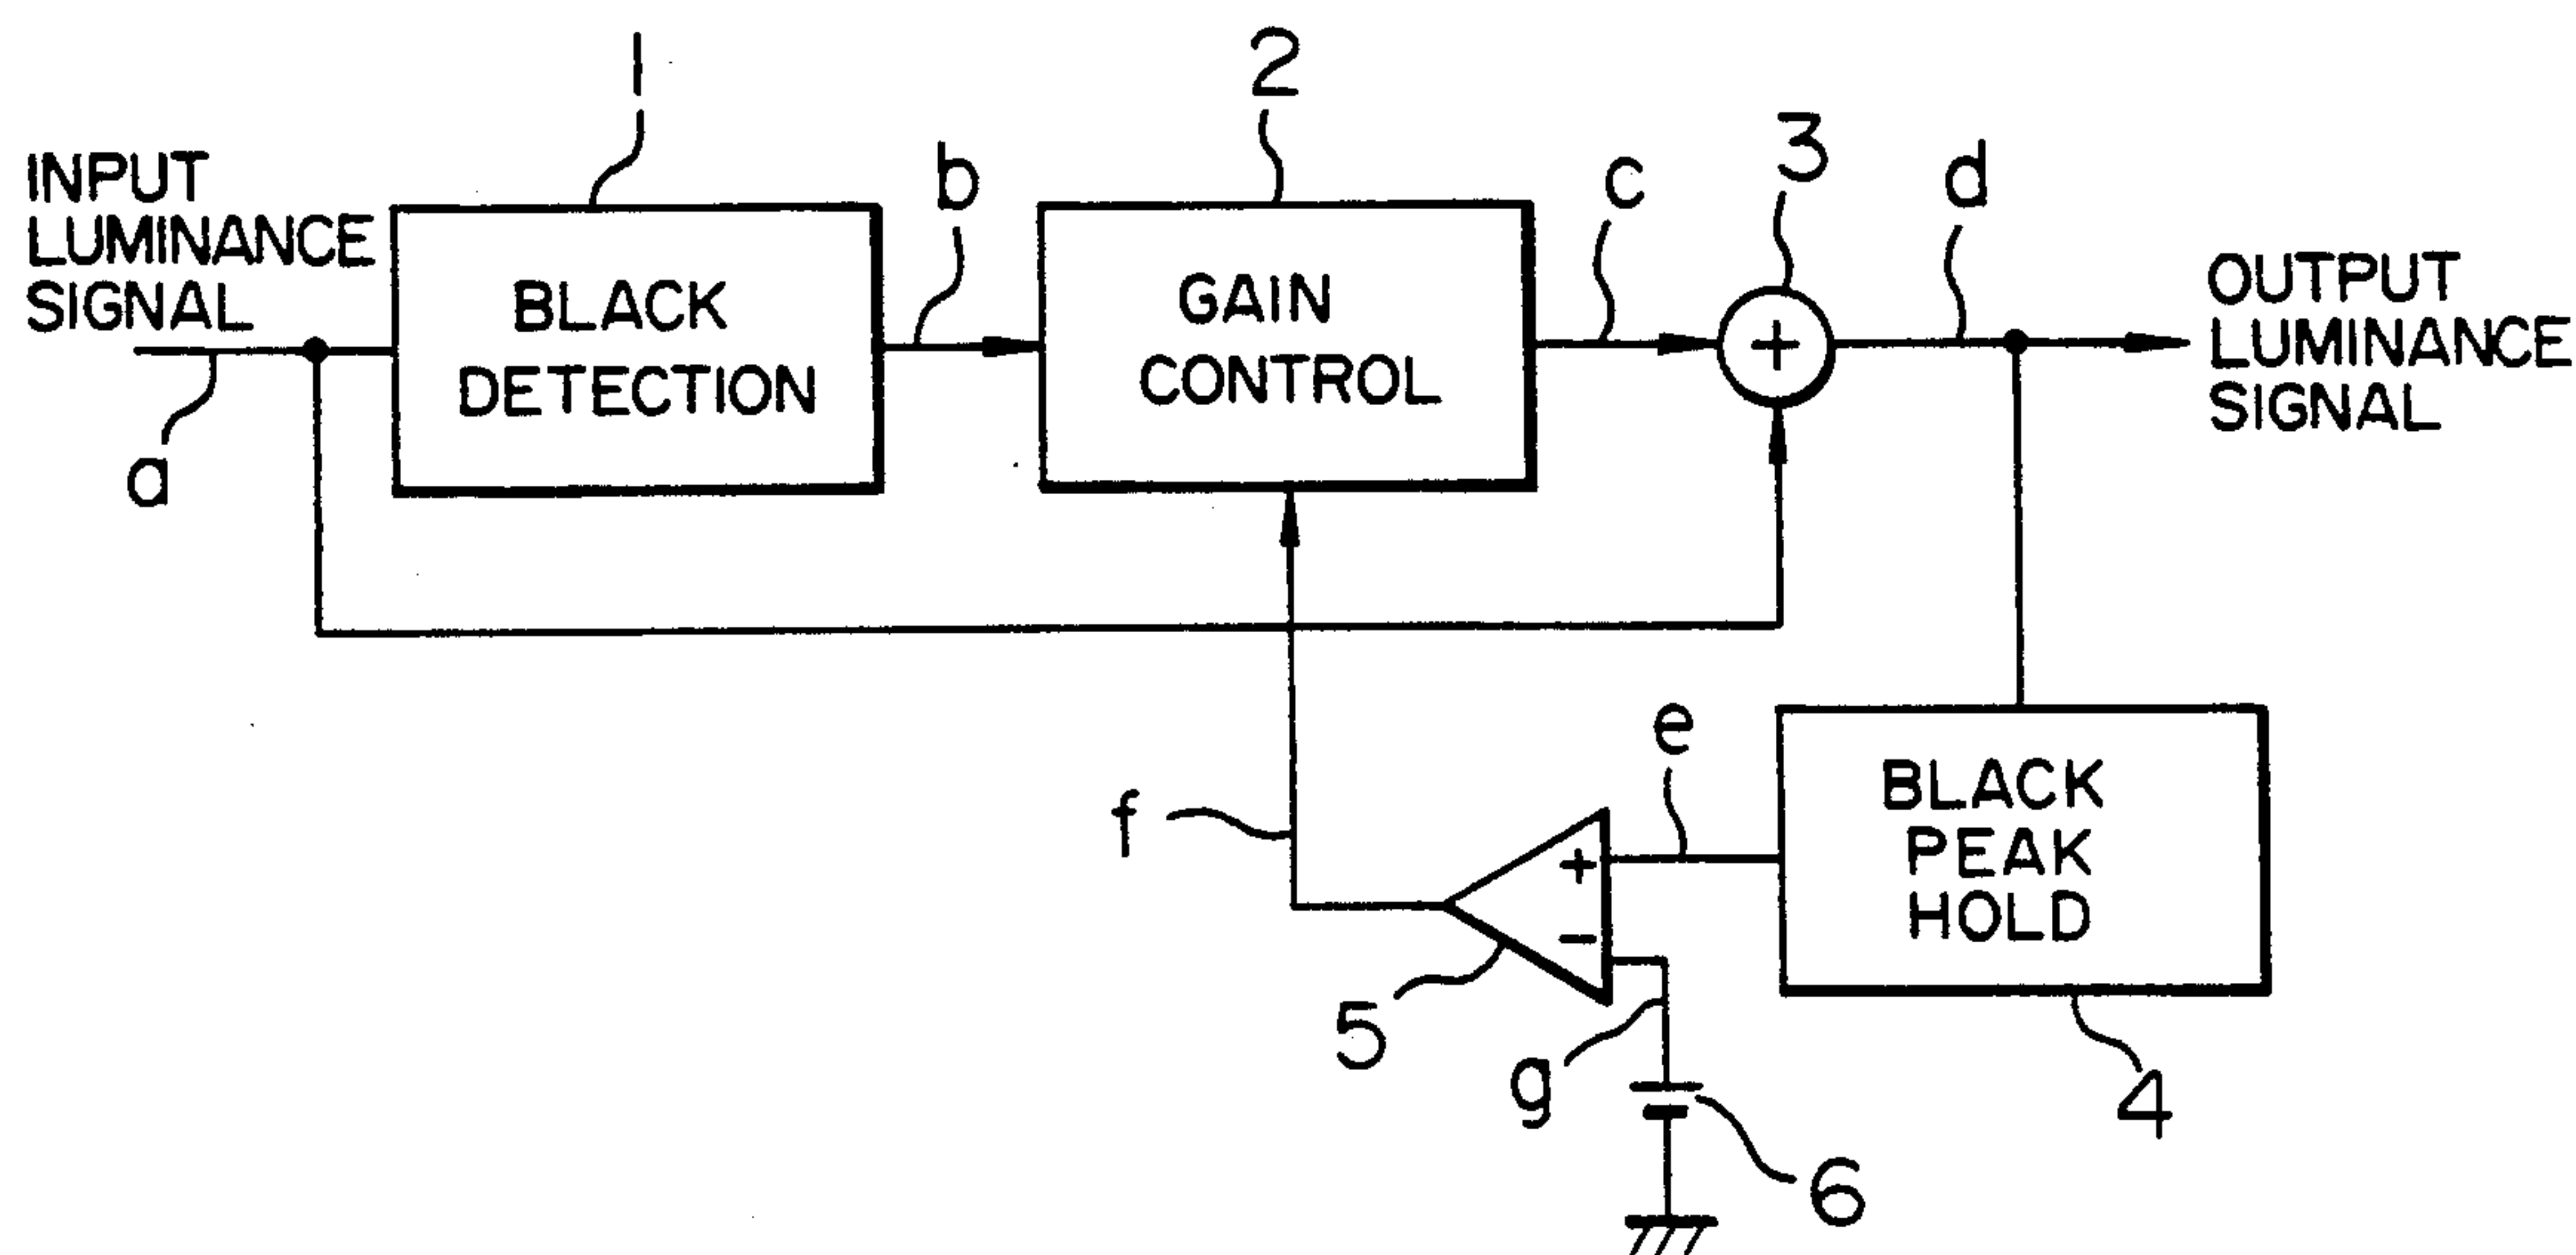 1
2
3
INPUT
LUMINANCE
SIGNAL
a
BLACK
DETECTION
b
GAIN
CONTROL
c
+
d
OUTPUT
LUMINANCE
SIGNAL
e
f
+
-
5
g
6
BLACK
PEAK
HOLD
4